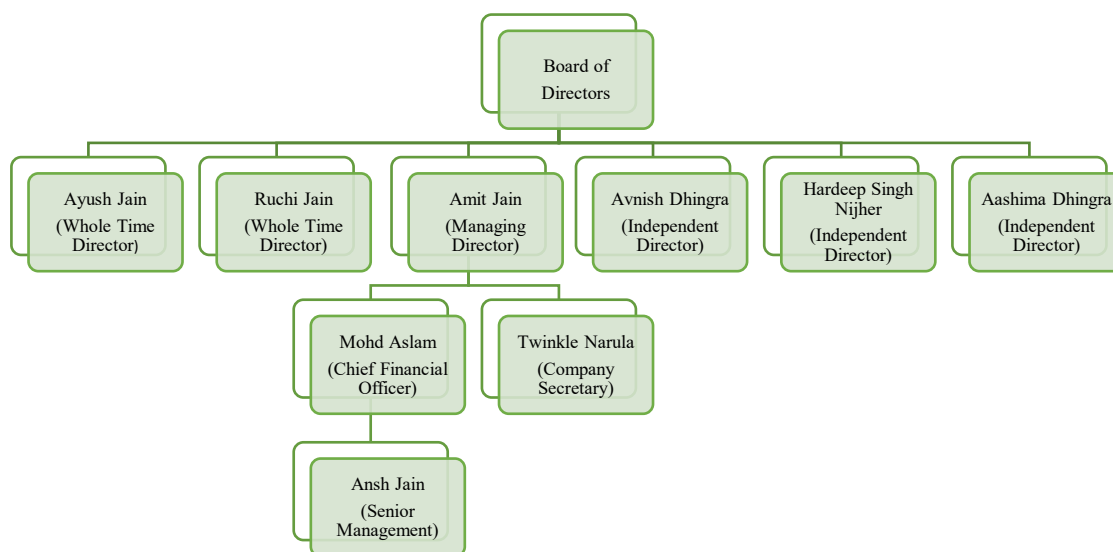 Board of
Directors
Ayush Jain
(Whole Time
Director)
Ruchi Jain
(Whole Time
Director)
Amit Jain
(Managing
Director)
Avnish Dhingra
(Independent
Director)
Hardeep Singh
Nijher
(Independent
Director)
Aashima Dhingra
(Independent
Director)
Mohd Aslam
(Chief Financial
Officer)
Twinkle Narula
(Company
Secretary)
Ansh Jain
(Senior
Management)